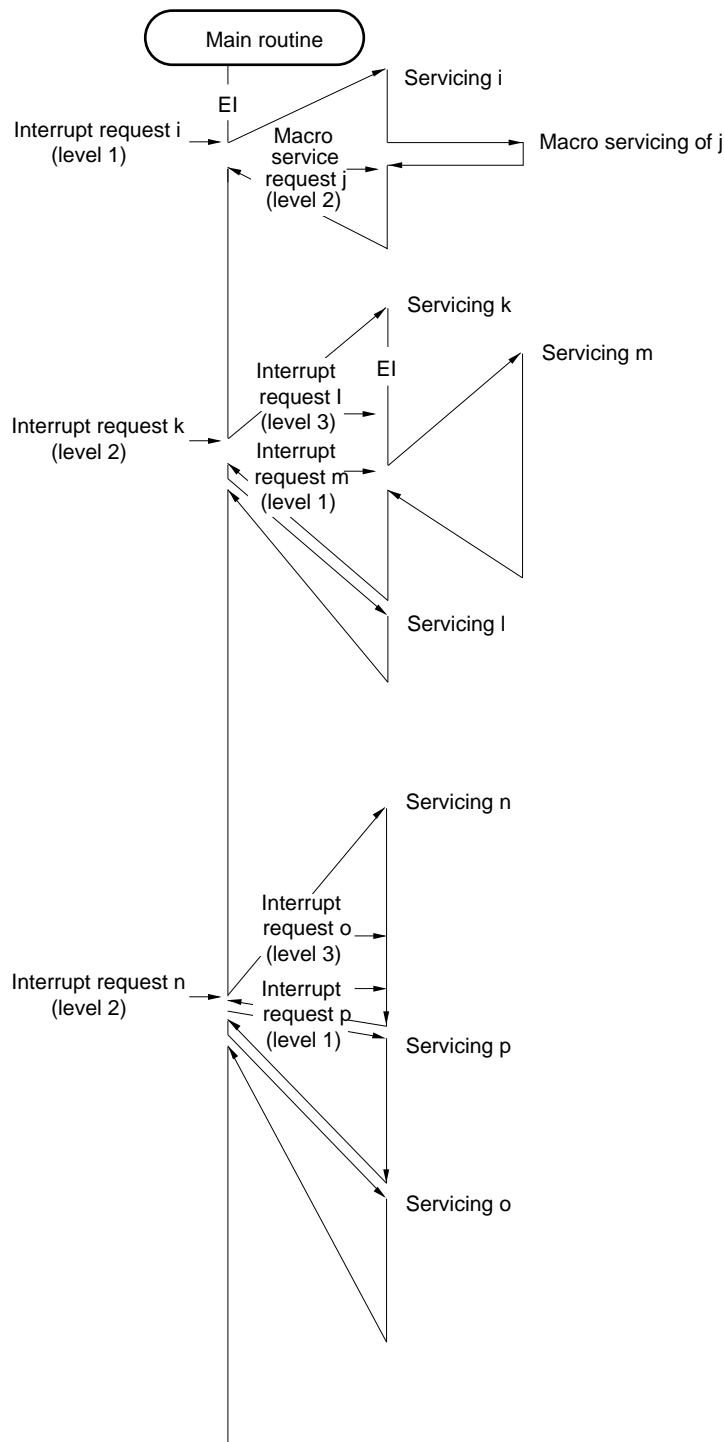 Main routine
EI
Servicing i
Interrupt request i
(level 1)
Macro
service
request j
(level 2)
Macro servicing of j
Servicing k
EI
Servicing m
Interrupt
request l
(level 3)
Interrupt request k
(level 2)
Interrupt
request m
(level 1)
Servicing l
Servicing n
Interrupt
request o
(level 3)
Interrupt request n
(level 2)
Interrupt
request p
(level 1)
Servicing p
Servicing o